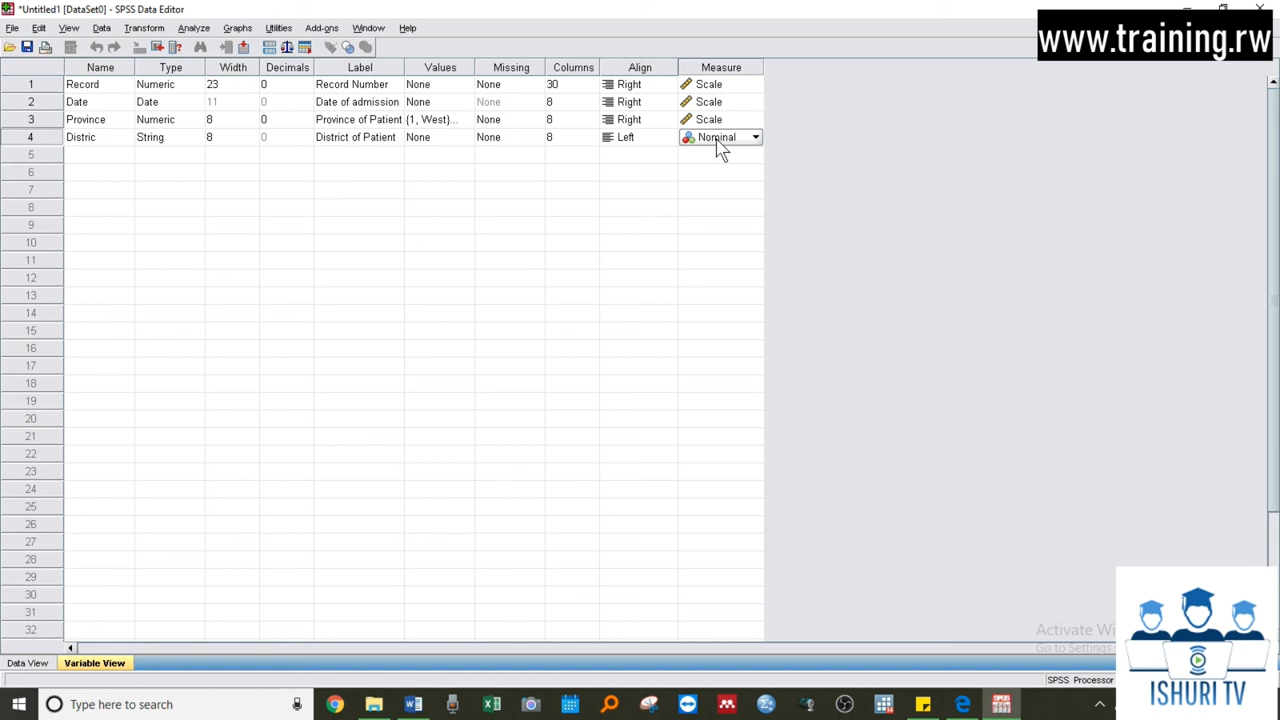 *Untitled1 [DataSet0] - SPSS Data Editor
File Edit View Data Transform Analyze Graphs Utilities Add-ons Window Help
www.training.rw
Name Type Width Decimals Label Values Missing Columns Align Measure
1 Record Numeric 23 0 Record Number None None 30 Right Scale
2 Date Date 11 0 Date of admission None None 8 Right Scale
3 Province Numeric 8 0 Province of Patient {1, West}... None 8 Right Scale
4 Distric String 8 0 District of Patient None None 8 Left Nominal
5
6
7
8
9
10
11
12
13
14
15
16
17
18
19
20
21
22
23
24
25
26
27
28
29
30
31
32
Activate Wi
Go to Settings
Data View Variable View
SPSS Processor
ISHURI TV
Type here to search